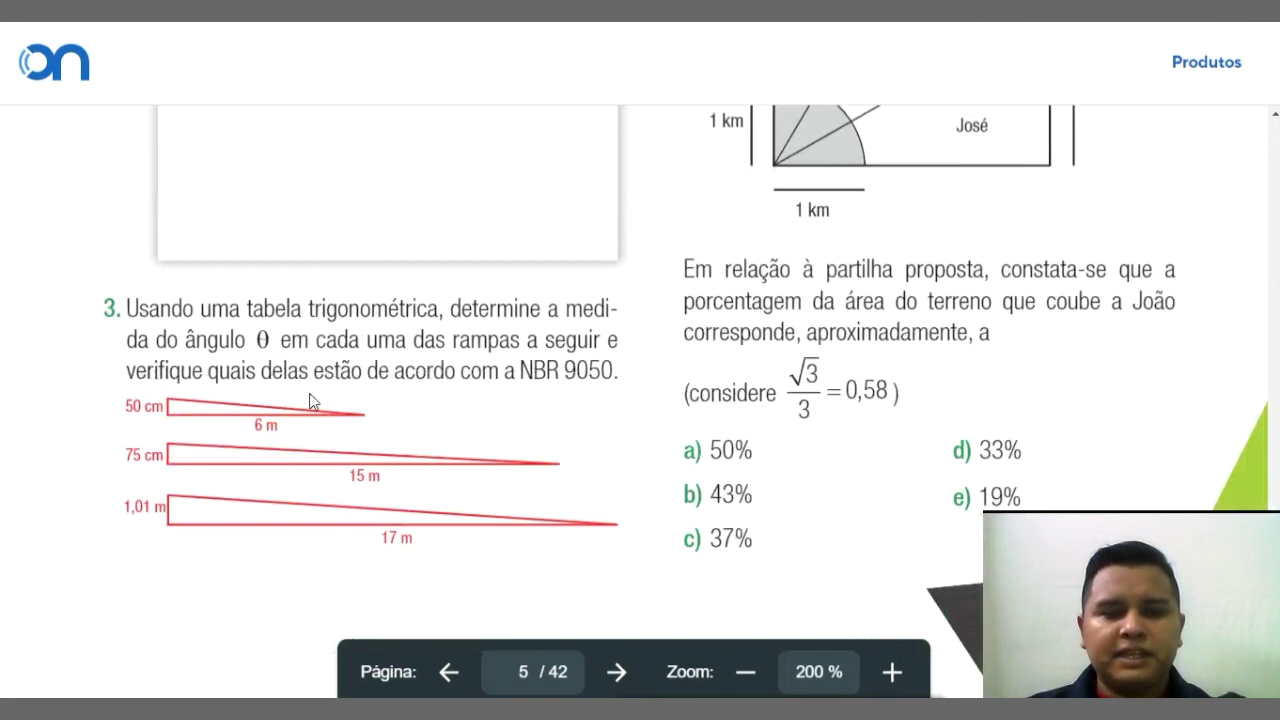 on
Produtos
3. Usando uma tabela trigonométrica, determine a medi-
da do ângulo θ em cada uma das rampas a seguir e
verifique quais delas estão de acordo com a NBR 9050.
50 cm
6 m
75 cm
15 m
1,01 m
17 m
1 km
José
1 km
Em relação à partilha proposta, constata-se que a
porcentagem da área do terreno que coube a João
corresponde, aproximadamente, a
(considere √3/3 = 0,58)
a) 50%
b) 43%
c) 37%
d) 33%
e) 19%
Página: 5 / 42 Zoom: 200 %